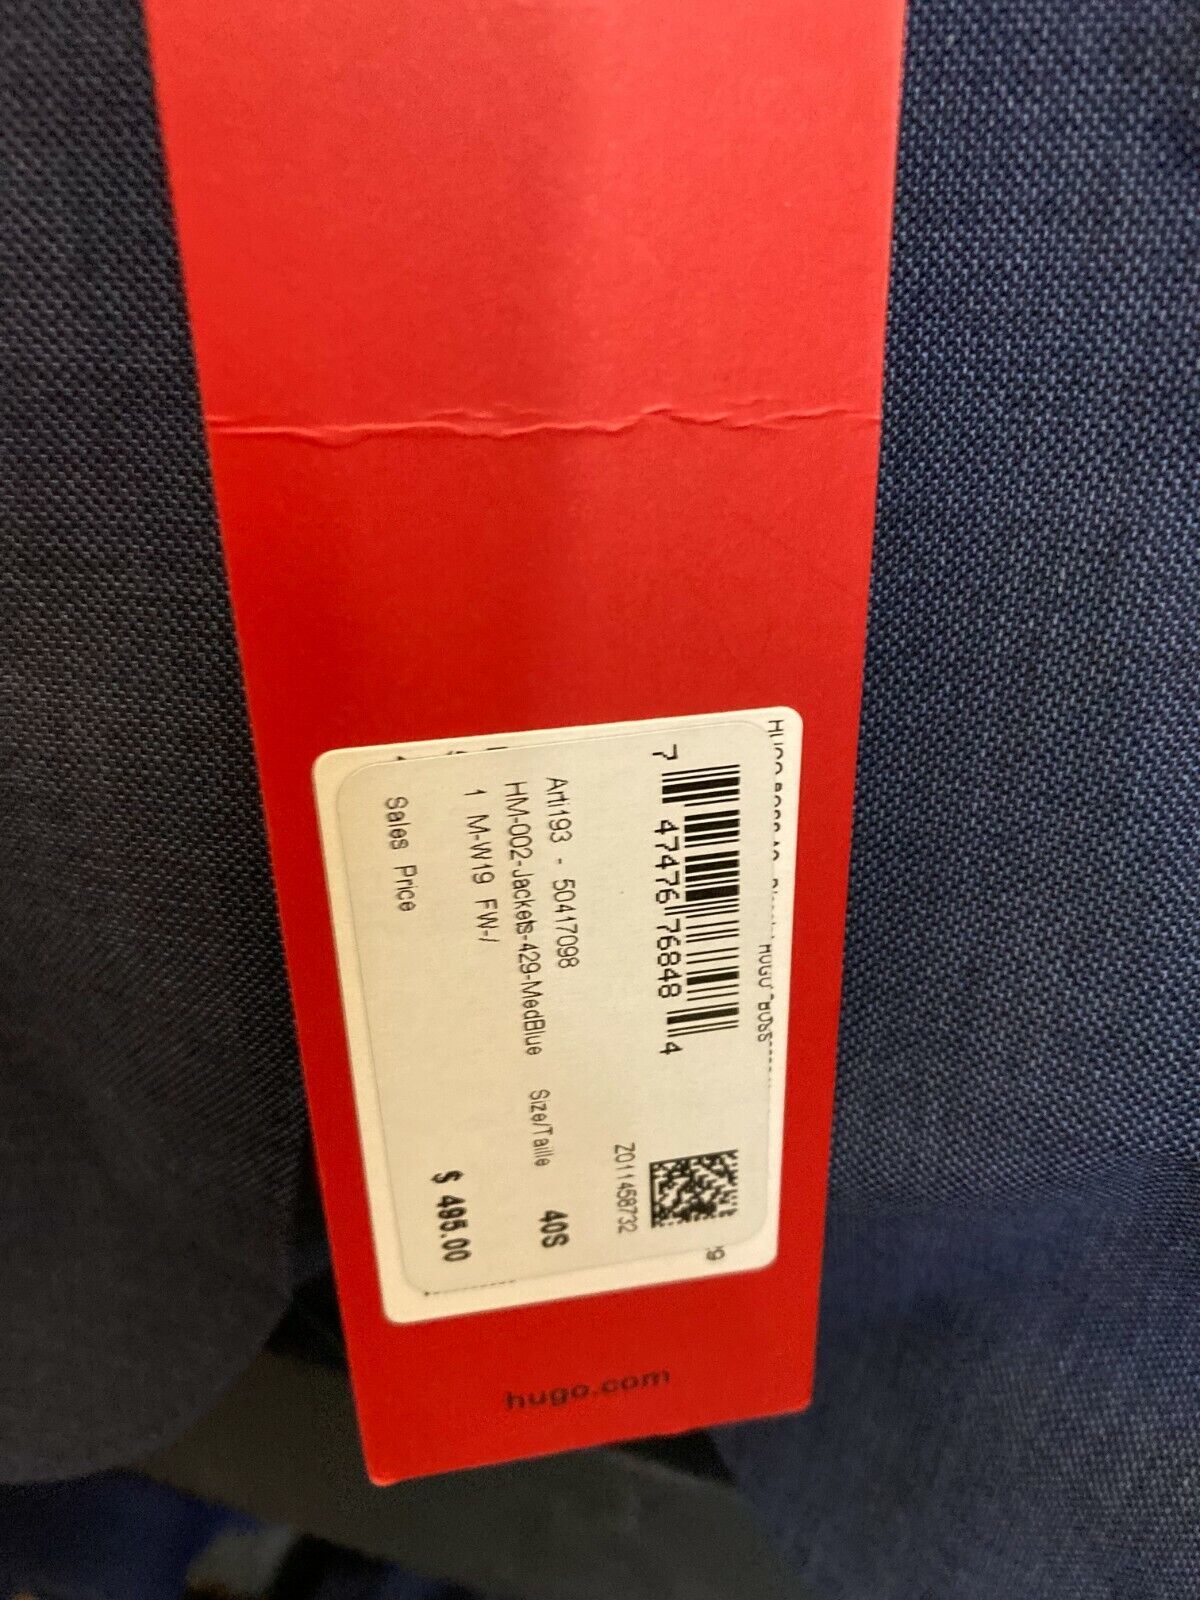 HUGO BOSS
7 47476 76848 4
Z011458732
Arti193 - 50417098
HM-002-Jackets-429-MedBlue Size/Taille 40S
1 M-W19 FW-/
$ 495.00
Sales Price
hugo.com